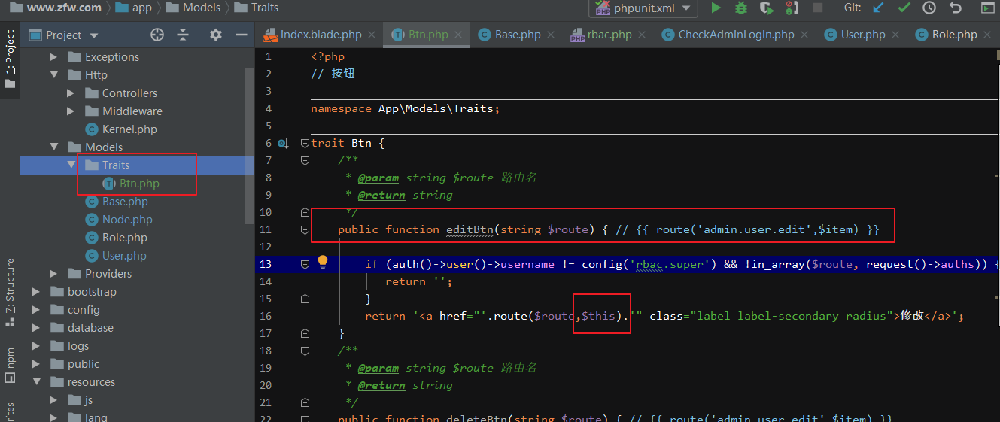 www.zfw.com app Models Traits phpunit.xml Git:
1: Project
Project
index.blade.php Btn.php Base.php rbac.php CheckAdminLogin.php User.php Role.php
Exceptions
Http
Controllers
Middleware
Kernel.php
Models
Traits
Btn.php
Base.php
Node.php
Role.php
User.php
Providers
bootstrap
config
database
logs
public
resources
js
lang
Z: Structure
npm
1 <?php
2 // 按钮
3
4 namespace App\Models\Traits;
5
6 trait Btn {
7 /**
8 * @param string $route 路由名
9 * @return string
10 */
11 public function editBtn(string $route) { // {{ route('admin.user.edit',$item) }}
12
13 if (auth()->user()->username != config('rbac.super') && !in_array($route, request()->auths)) {
14 return '';
15 }
16 return '<a href="'.route($route,$this).'" class="label label-secondary radius">修改</a>';
17 }
18 /**
19 * @param string $route 路由名
20 * @return string
21 */
22 public function deleteBtn(string $route) { // {{ route('admin.user.edit',$item) }}